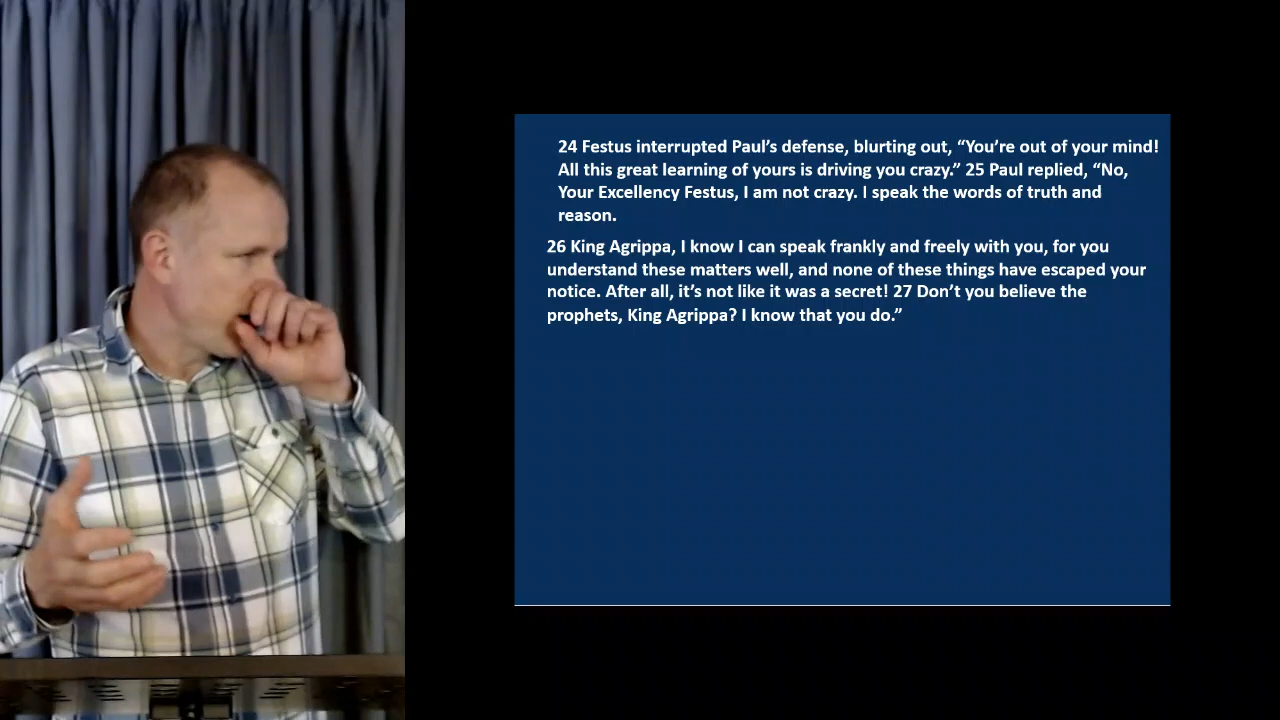 24 Festus interrupted Paul’s defense, blurting out, “You’re out of your mind!
All this great learning of yours is driving you crazy.” 25 Paul replied, “No,
Your Excellency Festus, I am not crazy. I speak the words of truth and
reason.
26 King Agrippa, I know I can speak frankly and freely with you, for you
understand these matters well, and none of these things have escaped your
notice. After all, it’s not like it was a secret! 27 Don’t you believe the
prophets, King Agrippa? I know that you do.”